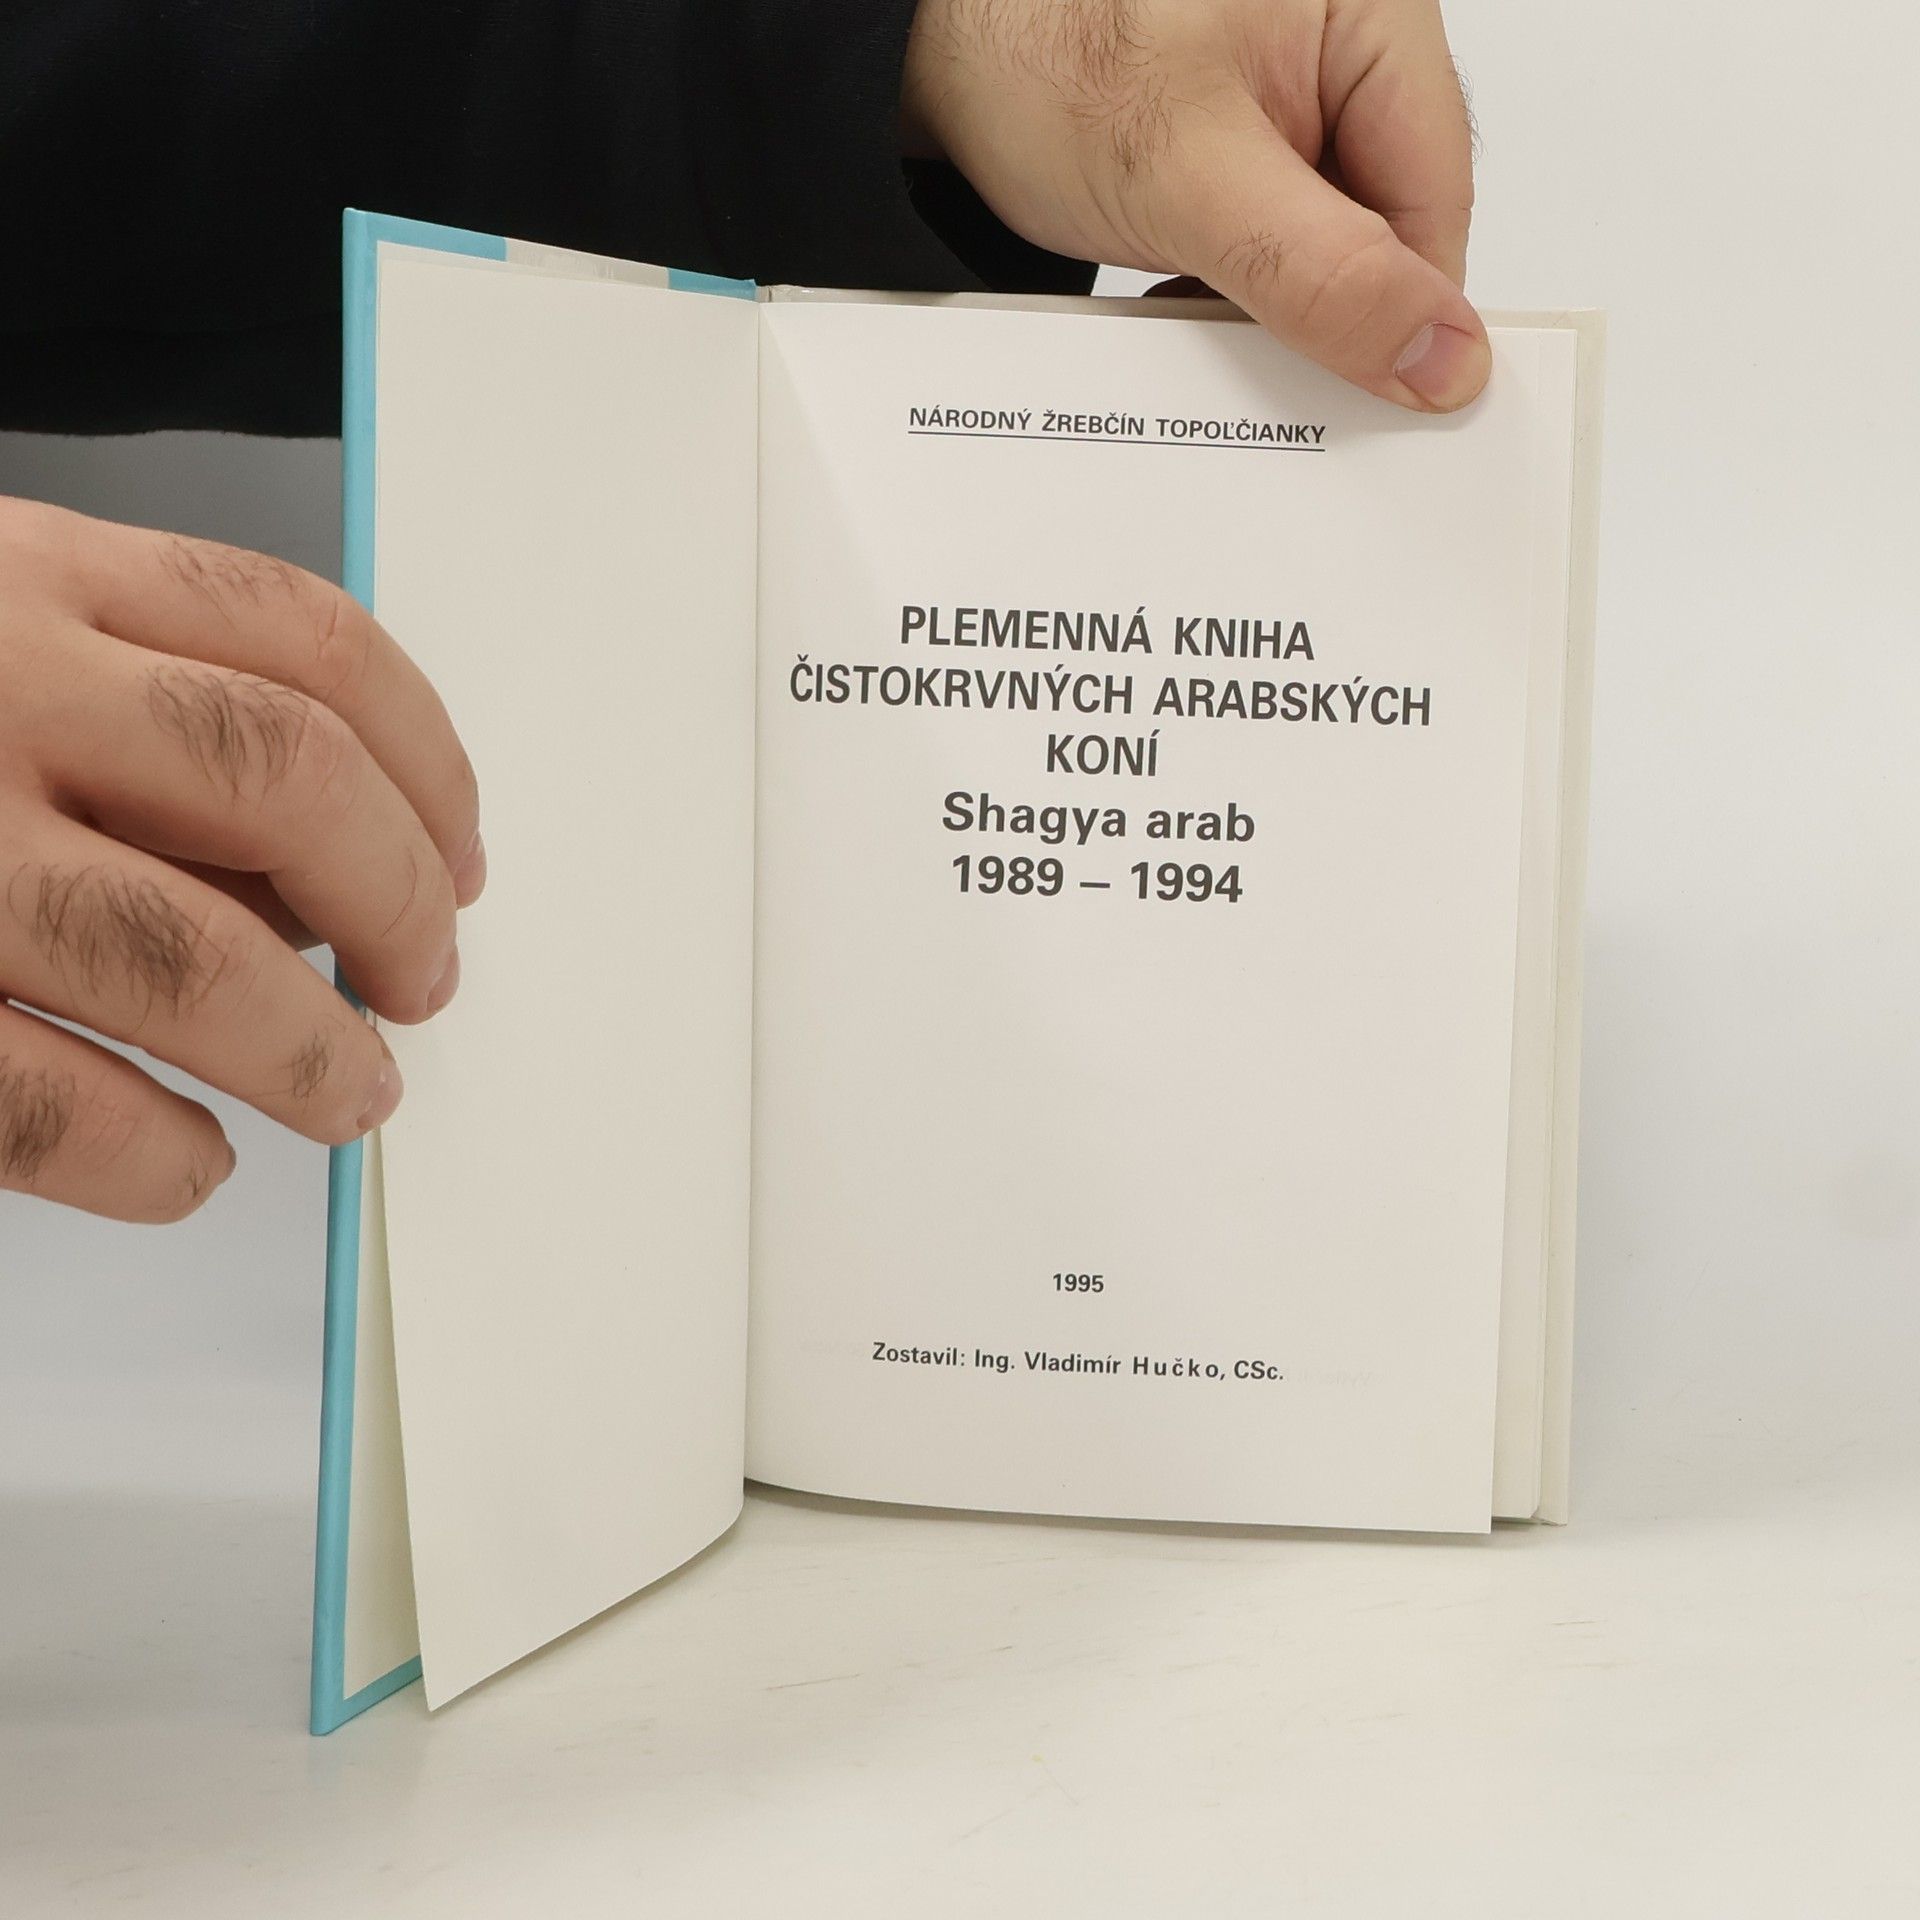 NÁRODNÝ ŽREBČÍN TOPOĽČIANKY
PLEMENNÁ KNIHA
ČISTOKRVNÝCH ARABSKÝCH
KONÍ
Shagya arab
1989 – 1994
1995
Zostavil: Ing. Vladimír Hučko, CSc.